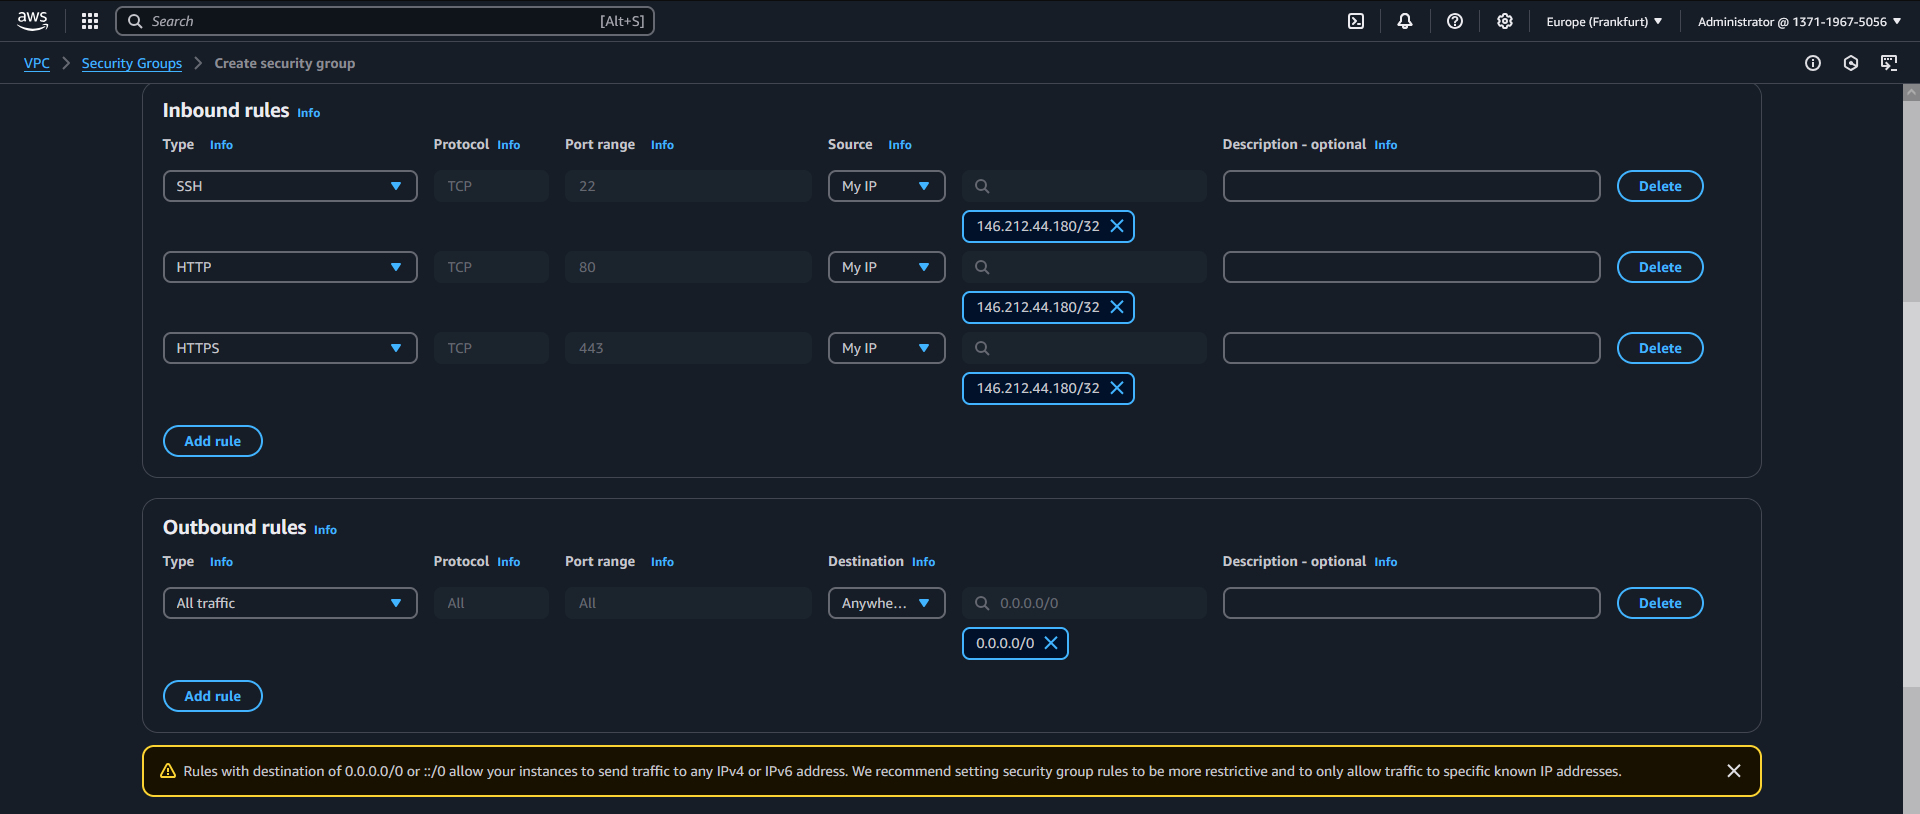 aws
Search [Alt+S] Europe (Frankfurt) Administrator @ 1371-1967-5056
VPC Security Groups Create security group
Inbound rules Info
Type Info Protocol Info Port range Info Source Info Description - optional Info
SSH TCP 22 My IP Delete
146.212.44.180/32
HTTP TCP 80 My IP Delete
146.212.44.180/32
HTTPS TCP 443 My IP Delete
146.212.44.180/32
Add rule
Outbound rules Info
Type Info Protocol Info Port range Info Destination Info Description - optional Info
All traffic All All Anywhe... 0.0.0.0/0 Delete
0.0.0.0/0
Add rule
Rules with destination of 0.0.0.0/0 or ::/0 allow your instances to send traffic to any IPv4 or IPv6 address. We recommend setting security group rules to be more restrictive and to only allow traffic to specific known IP addresses.